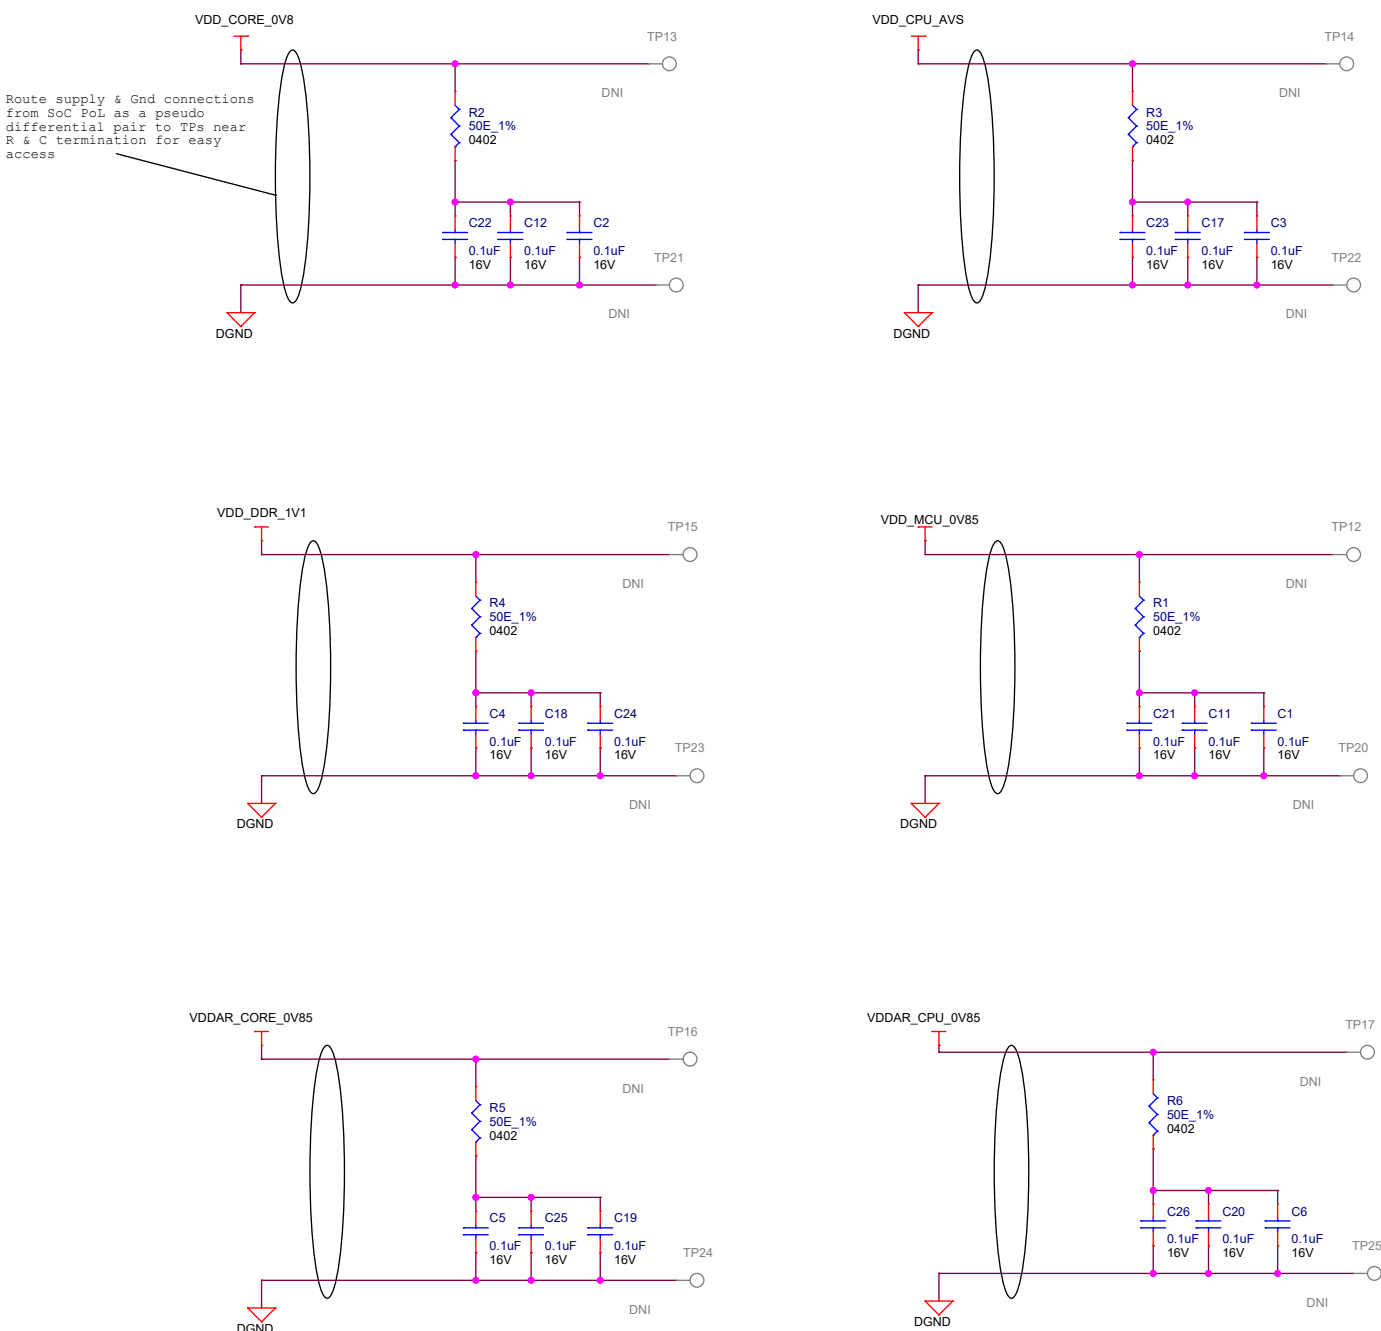 VDD_CORE_0V8
TP13
Route supply & Gnd connections
from SoC PoL as a pseudo
differential pair to TPs near
R & C termination for easy
access
DNI
R2
50E_1%
0402
C22
0.1uF
16V
C12
0.1uF
16V
C2
0.1uF
16V
TP21
DNI
DGND
VDD_CPU_AVS
TP14
DNI
R3
50E_1%
0402
C23
0.1uF
16V
C17
0.1uF
16V
C3
0.1uF
16V
TP22
DNI
DGND
VDD_DDR_1V1
TP15
DNI
R4
50E_1%
0402
C4
0.1uF
16V
C18
0.1uF
16V
C24
0.1uF
16V
TP23
DNI
DGND
VDD_MCU_0V85
TP12
DNI
R1
50E_1%
0402
C21
0.1uF
16V
C11
0.1uF
16V
C1
0.1uF
16V
TP20
DNI
DGND
VDDAR_CORE_0V85
TP16
DNI
R5
50E_1%
0402
C5
0.1uF
16V
C25
0.1uF
16V
C19
0.1uF
16V
TP24
DNI
DGND
VDDAR_CPU_0V85
TP17
DNI
R6
50E_1%
0402
C26
0.1uF
16V
C20
0.1uF
16V
C6
0.1uF
16V
TP25
DNI
DGND